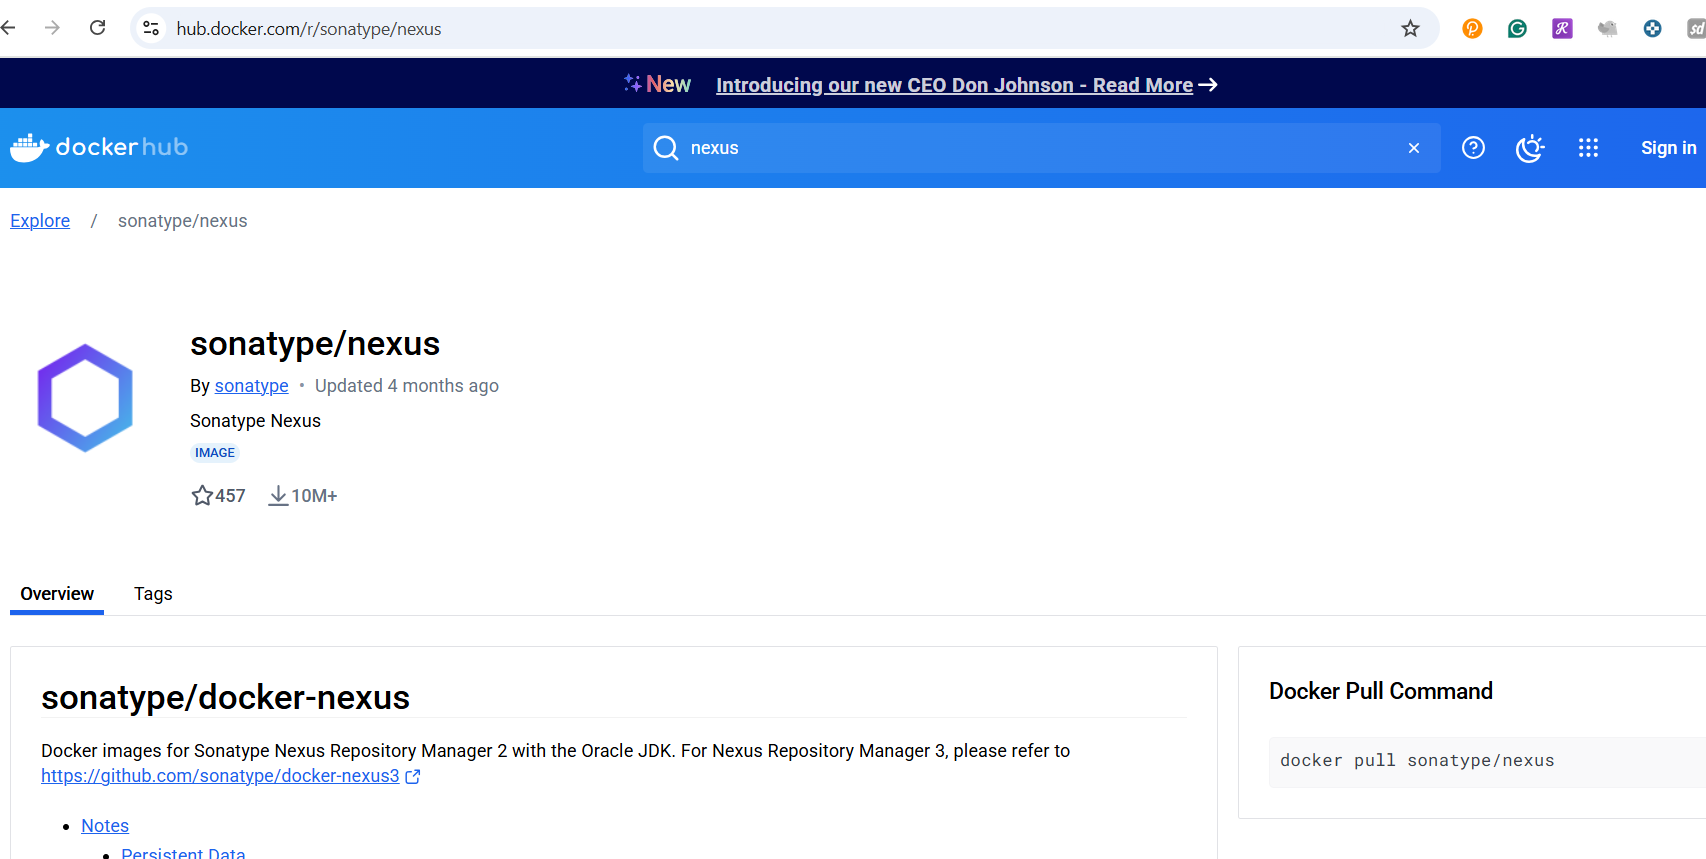 hub.docker.com/r/sonatype/nexus
New Introducing our new CEO Don Johnson - Read More
dockerhub
nexus
Sign in
Explore / sonatype/nexus
sonatype/nexus
By sonatype • Updated 4 months ago
Sonatype Nexus
IMAGE
457 10M+
Overview Tags
sonatype/docker-nexus
Docker images for Sonatype Nexus Repository Manager 2 with the Oracle JDK. For Nexus Repository Manager 3, please refer to
https://github.com/sonatype/docker-nexus3
• Notes
• Persistent Data
Docker Pull Command
docker pull sonatype/nexus